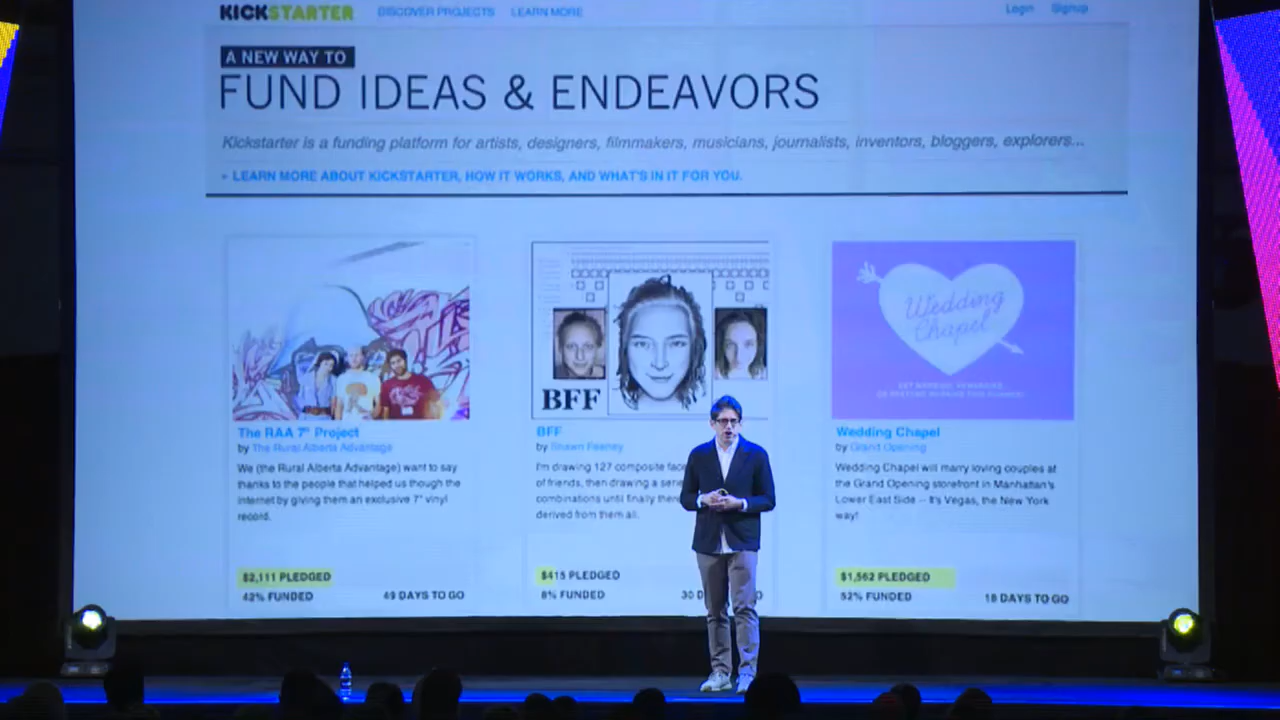 KICKSTARTER DISCOVER PROJECTS LEARN MORE Login Signup
A NEW WAY TO
FUND IDEAS & ENDEAVORS
Kickstarter is a funding platform for artists, designers, filmmakers, musicians, journalists, inventors, bloggers, explorers...
» LEARN MORE ABOUT KICKSTARTER, HOW IT WORKS, AND WHAT'S IN IT FOR YOU.
The RAA 7" Project
by The Rural Alberta Advantage
We (the Rural Alberta Advantage) want to say
thanks to the people that helped us though the
internet by giving them an exclusive 7" vinyl
record.
$2,111 PLEDGED
42% FUNDED 49 DAYS TO GO
BFF
BFF
by Shawn Feeney
I'm drawing 127 composite face
of friends, then drawing a serie
combinations until finally there
derived from them all.
$415 PLEDGED
8% FUNDED 30 D O
Wedding
Chapel
Wedding Chapel
by Grand Opening
Wedding Chapel will marry loving couples at
the Grand Opening storefront in Manhattan's
Lower East Side -- It's Vegas, the New York
way!
$1,562 PLEDGED
52% FUNDED 18 DAYS TO GO